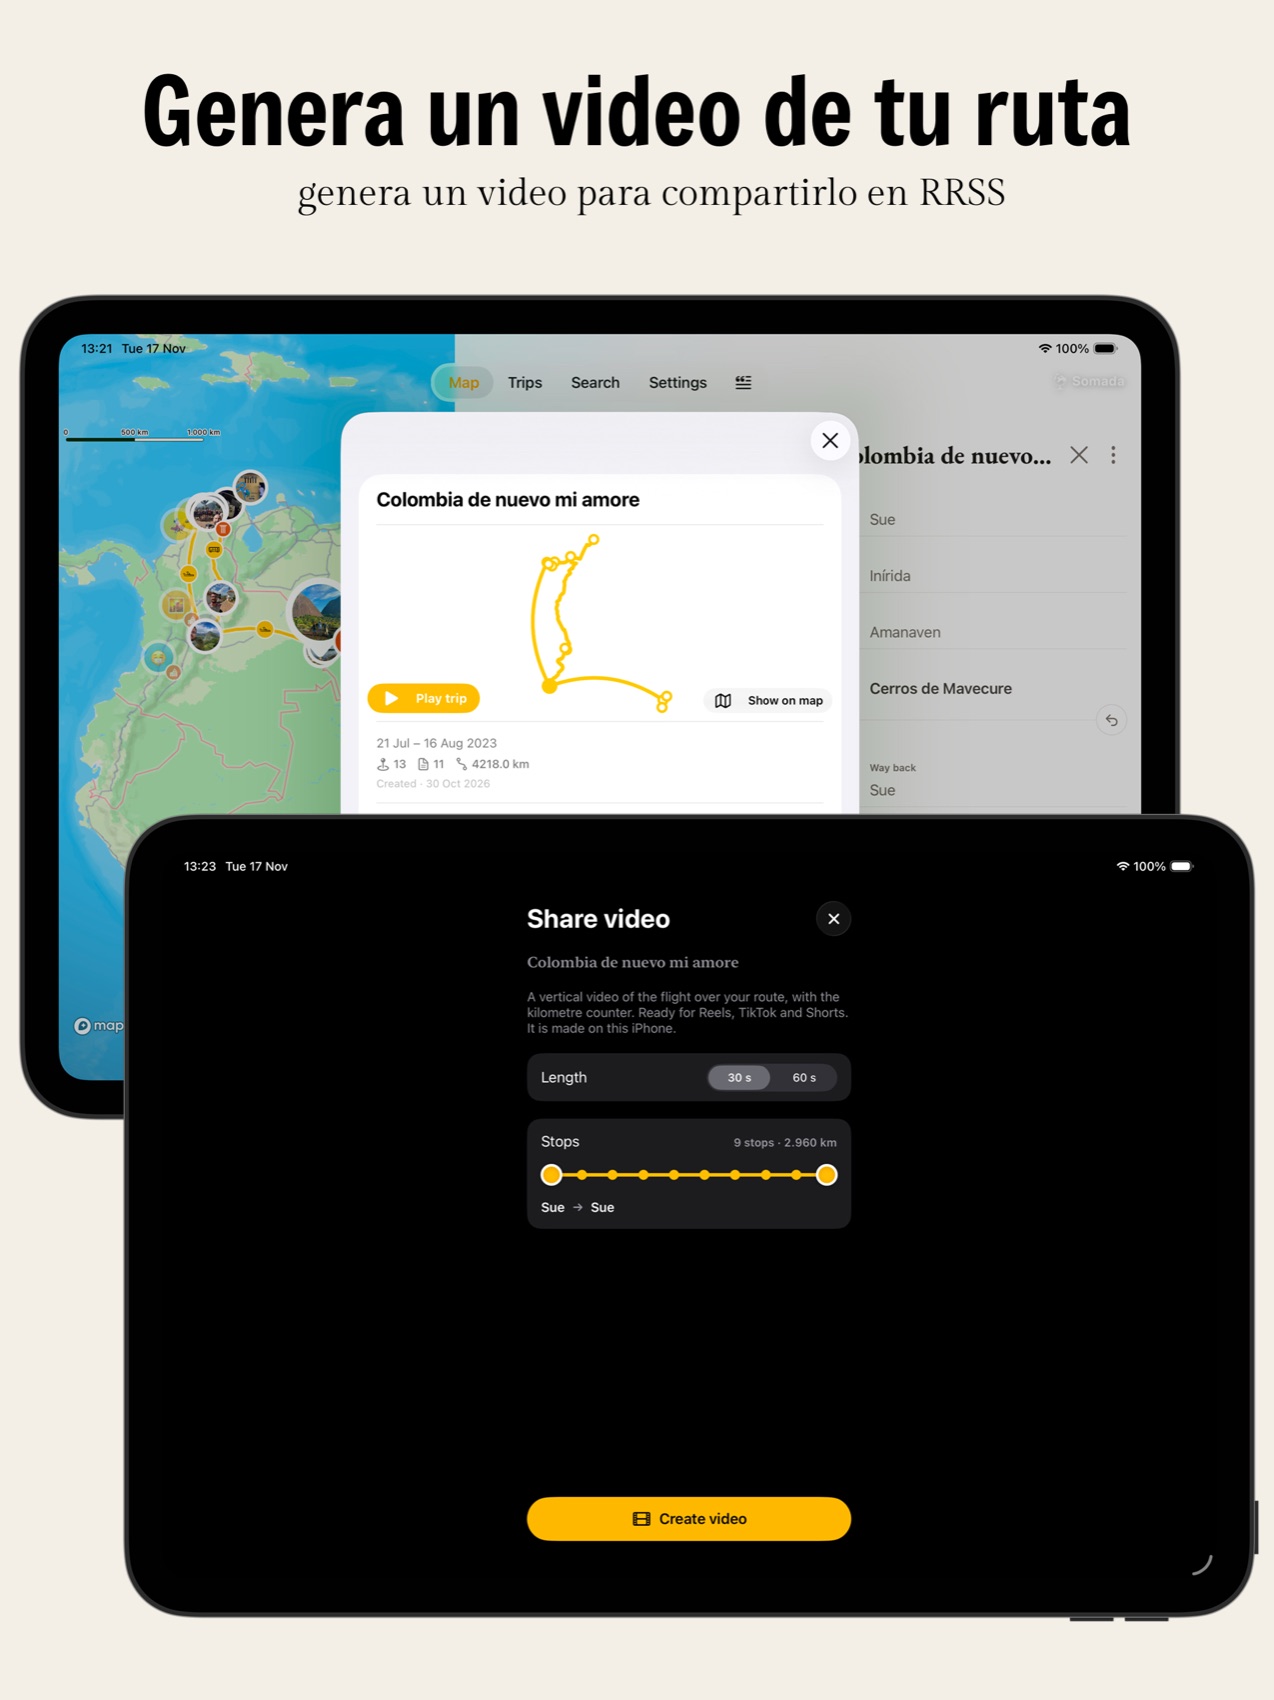 Genera un video de tu ruta
genera un video para compartirlo en RRSS
13:21 Tue 17 Nov
100%
Map Trips Search Settings
Somada
0 500 km 1 000 km
olombia de nuevo...
Colombia de nuevo mi amore
Sue
Inírida
Amanaven
Cerros de Mavecure
Play trip
Show on map
21 Jul – 16 Aug 2023
13 11 4218.0 km
Created · 30 Oct 2026
Way back
Sue
map
13:23 Tue 17 Nov
100%
Share video
Colombia de nuevo mi amore
A vertical video of the flight over your route, with the
kilometre counter. Ready for Reels, TikTok and Shorts.
It is made on this iPhone.
Length 30 s 60 s
Stops 9 stops · 2.960 km
Sue → Sue
Create video